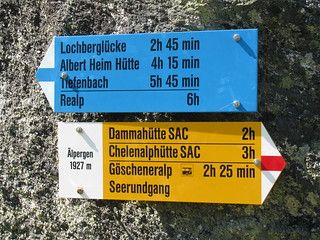 Lochberglücke 2h 45 min
Albert Heim Hütte 4h 15 min
Tiefenbach 5h 45 min
Realp 6h
Älpergen
1927 m
Dammahütte SAC 2h
Chelenalphütte SAC 3h
Göscheneralp 2h 25 min
Seerundgang